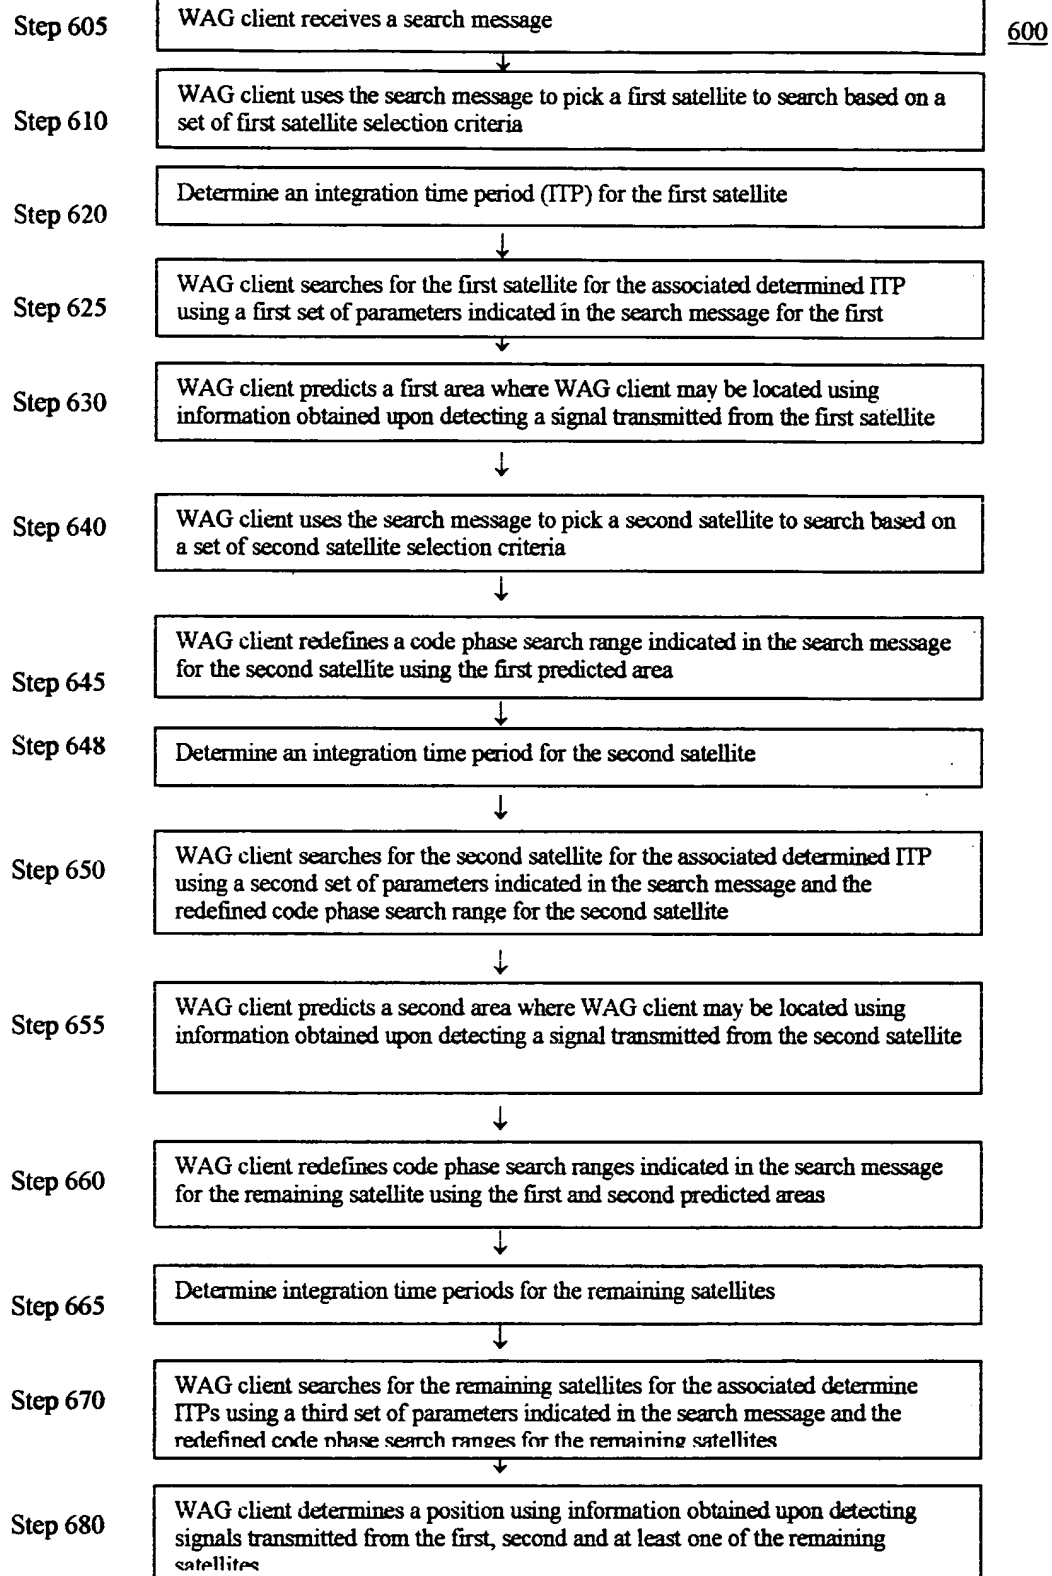 Step 605
WAG client receives a search message
600
Step 610
WAG client uses the search message to pick a first satellite to search based on a
set of first satellite selection criteria
Step 620
Determine an integration time period (ITP) for the first satellite
Step 625
WAG client searches for the first satellite for the associated determined ITP
using a first set of parameters indicated in the search message for the first
Step 630
WAG client predicts a first area where WAG client may be located using
information obtained upon detecting a signal transmitted from the first satellite
Step 640
WAG client uses the search message to pick a second satellite to search based on
a set of second satellite selection criteria
Step 645
WAG client redefines a code phase search range indicated in the search message
for the second satellite using the first predicted area
Step 648
Determine an integration time period for the second satellite
Step 650
WAG client searches for the second satellite for the associated determined ITP
using a second set of parameters indicated in the search message and the
redefined code phase search range for the second satellite
Step 655
WAG client predicts a second area where WAG client may be located using
information obtained upon detecting a signal transmitted from the second satellite
Step 660
WAG client redefines code phase search ranges indicated in the search message
for the remaining satellite using the first and second predicted areas
Step 665
Determine integration time periods for the remaining satellites
Step 670
WAG client searches for the remaining satellites for the associated determine
ITPs using a third set of parameters indicated in the search message and the
redefined code phase search ranges for the remaining satellites
Step 680
WAG client determines a position using information obtained upon detecting
signals transmitted from the first, second and at least one of the remaining
satellites